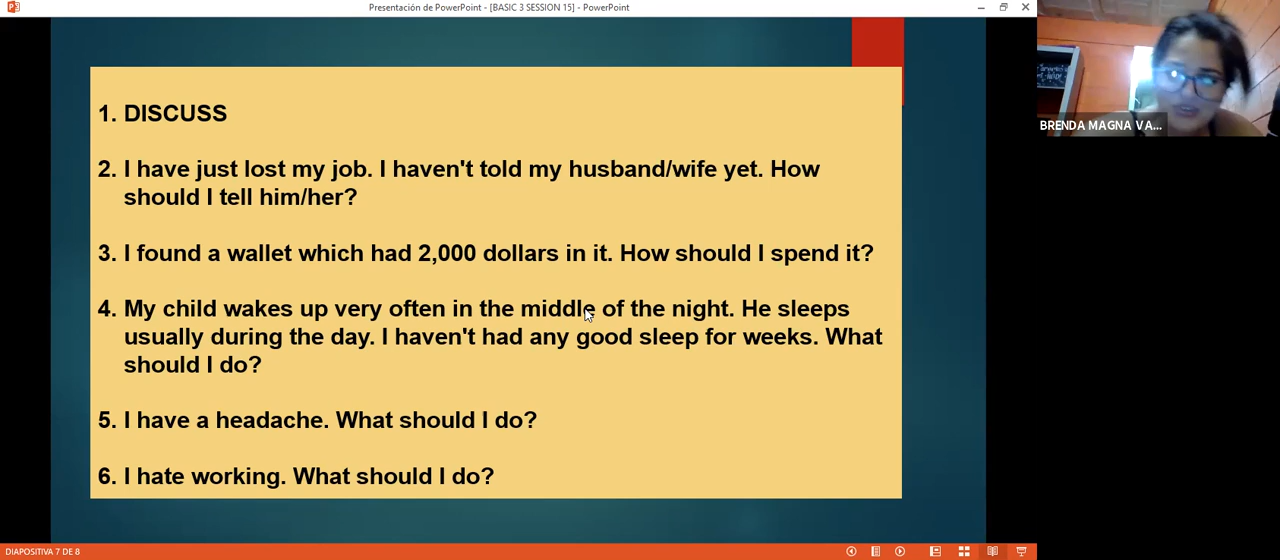 Presentación de PowerPoint - [BASIC 3 SESSION 15] - PowerPoint
1. DISCUSS
2. I have just lost my job. I haven't told my husband/wife yet. How
should I tell him/her?
3. I found a wallet which had 2,000 dollars in it. How should I spend it?
4. My child wakes up very often in the middle of the night. He sleeps
usually during the day. I haven't had any good sleep for weeks. What
should I do?
5. I have a headache. What should I do?
6. I hate working. What should I do?
BRENDA MAGNA VA...
DIAPOSITIVA 7 DE 8